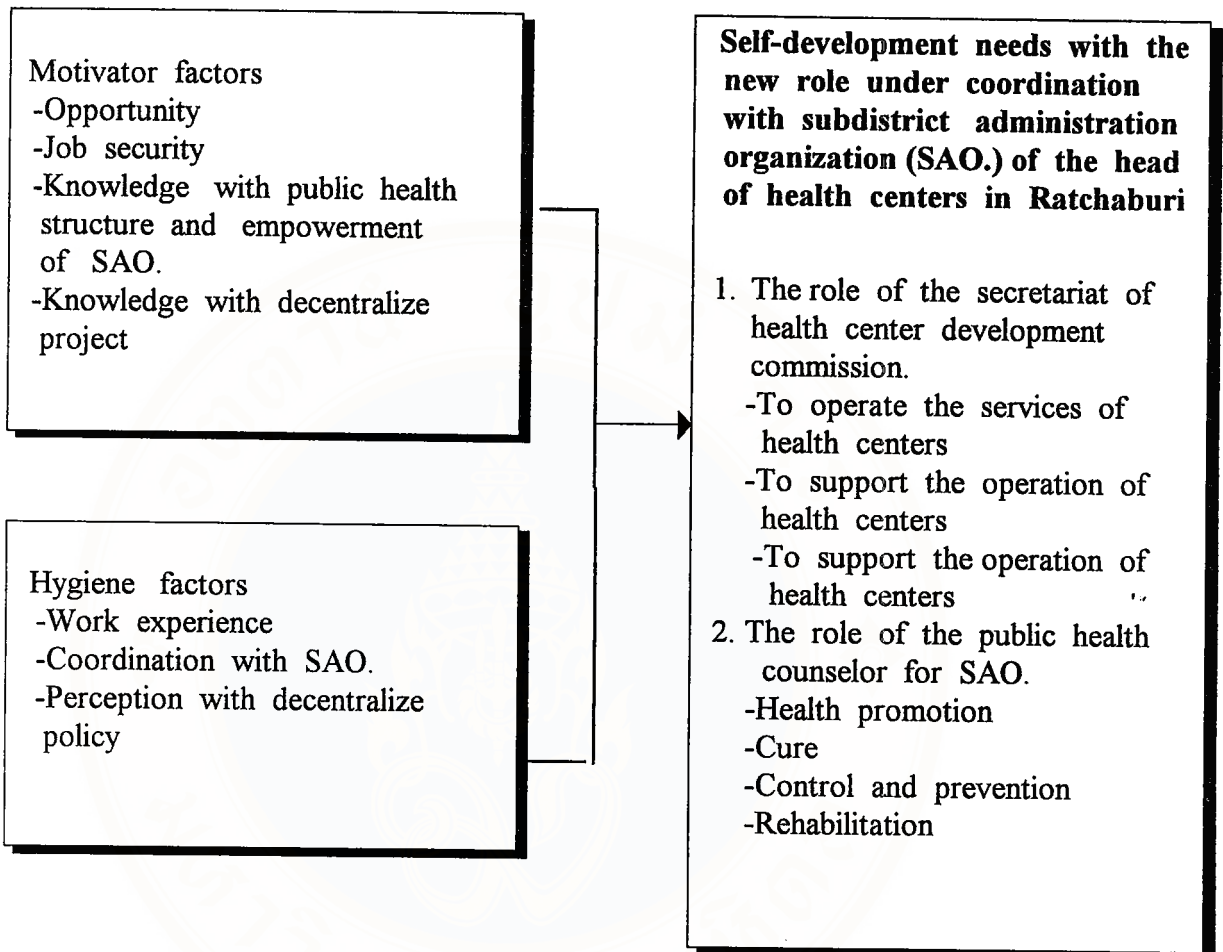 Motivator factors
-Opportunity
-Job security
-Knowledge with public health
structure and empowerment
of SAO.
-Knowledge with decentralize
project
Hygiene factors
-Work experience
-Coordination with SAO.
-Perception with decentralize
policy
Self-development needs with the
new role under coordination
with subdistrict administration
organization (SAO.) of the head
of health centers in Ratchaburi
1. The role of the secretariat of
health center development
commission.
-To operate the services of
health centers
-To support the operation of
health centers
-To support the operation of
health centers
2. The role of the public health
counselor for SAO.
-Health promotion
-Cure
-Control and prevention
-Rehabilitation